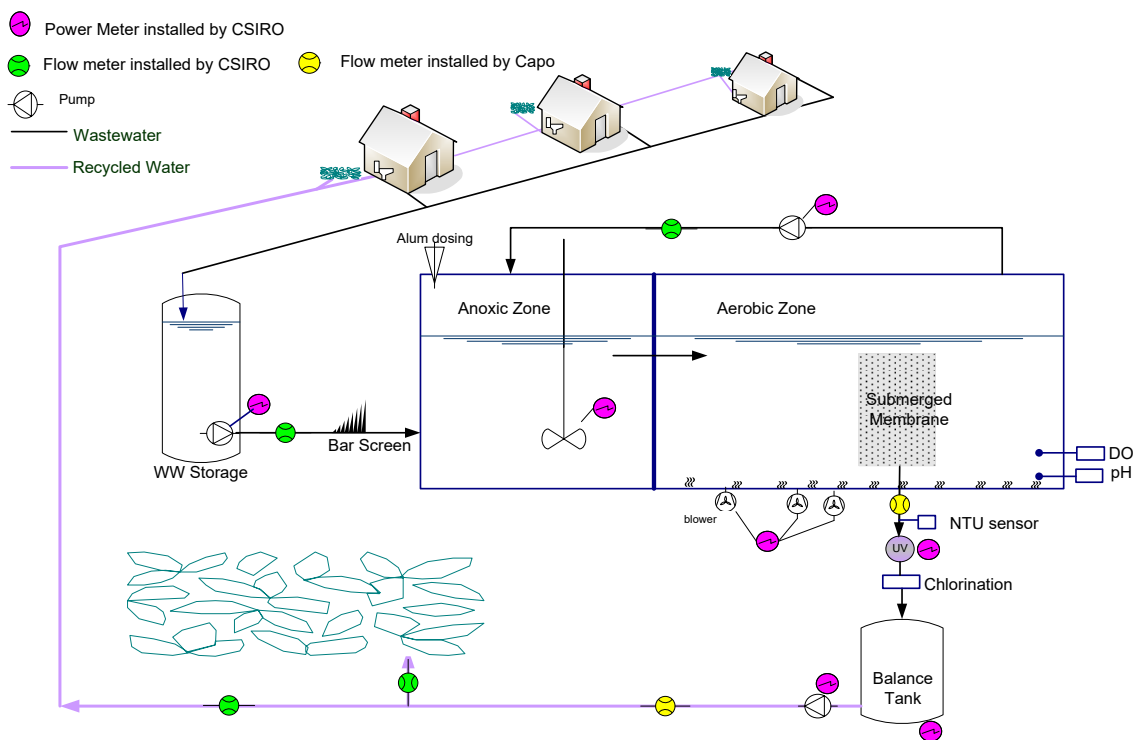 Power Meter installed by CSIRO
Flow meter installed by CSIRO
Flow meter installed by Capo
Pump
Wastewater
Recycled Water
Alum dosing
Anoxic Zone
Aerobic Zone
Submerged
Membrane
Bar Screen
WW Storage
DO
pH
blower
NTU sensor
UV
Chlorination
Balance
Tank